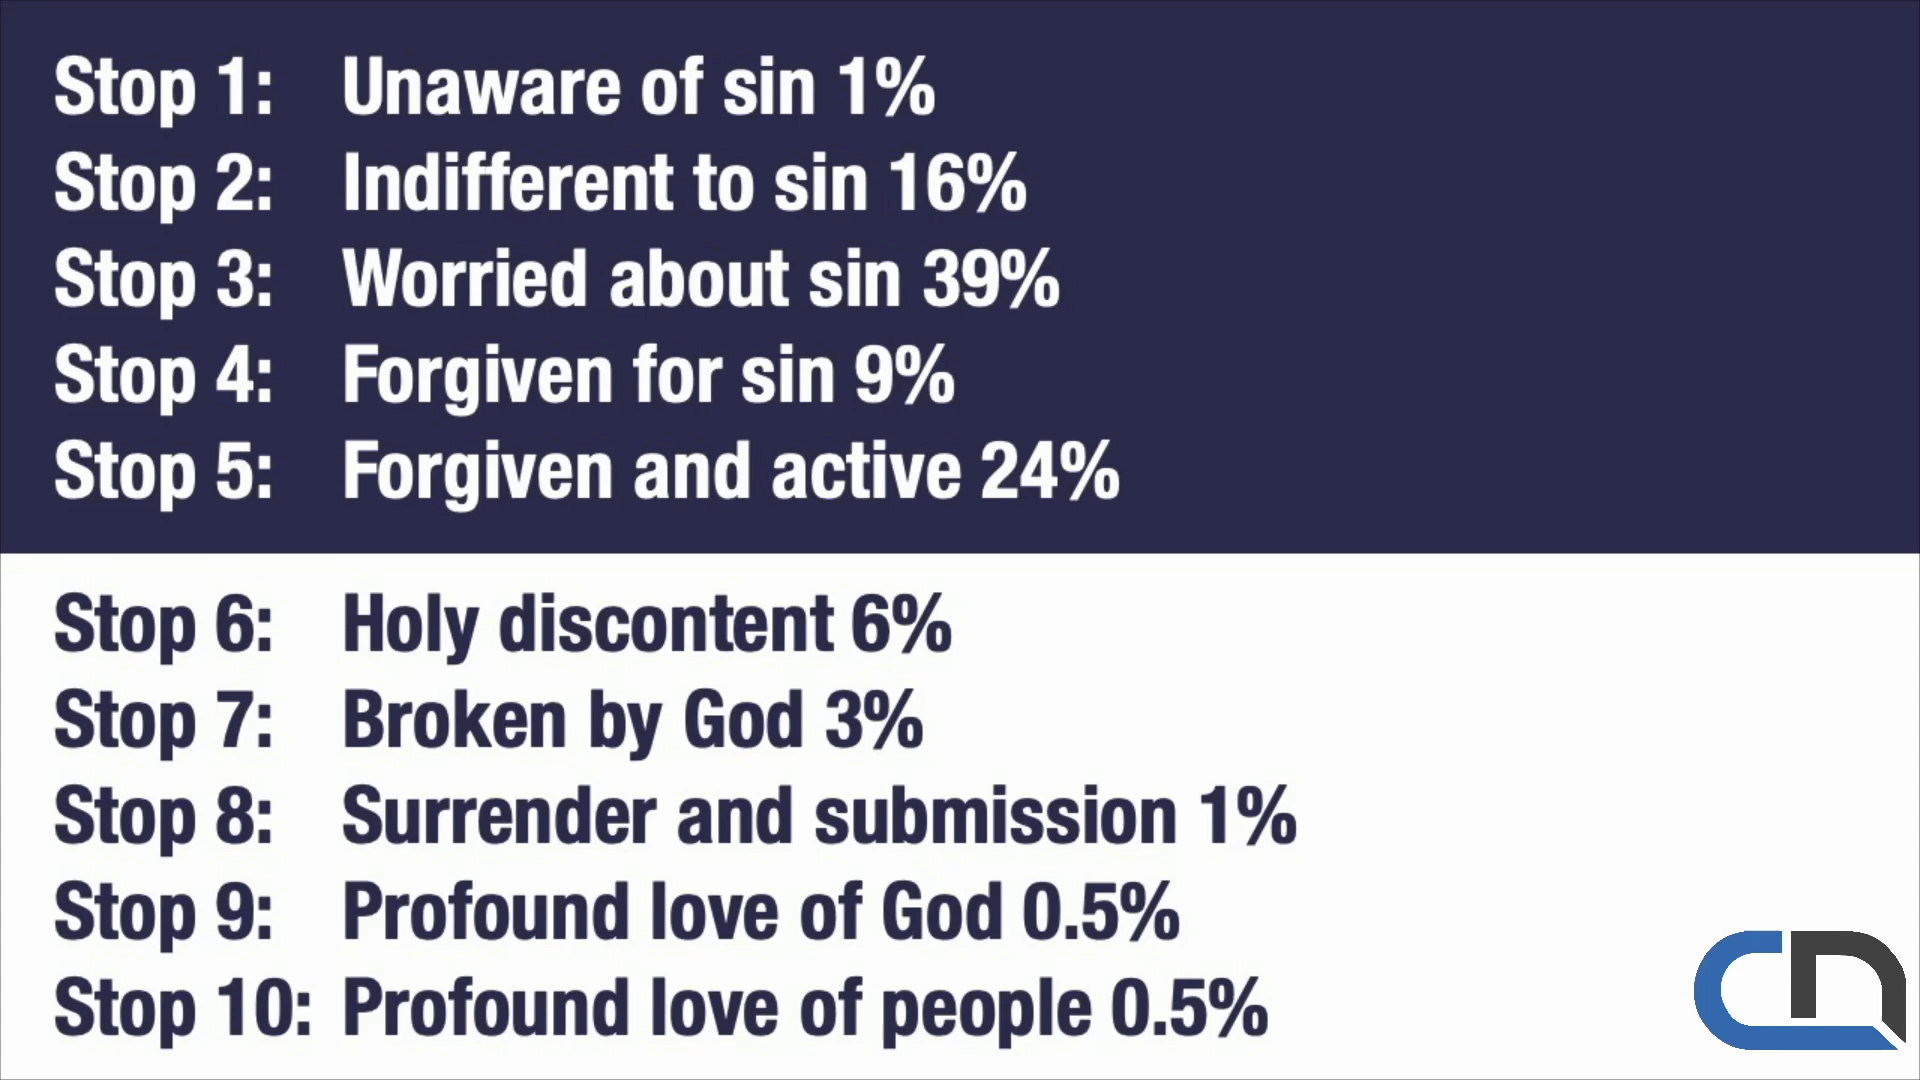 Stop 1: Unaware of sin 1%
Stop 2: Indifferent to sin 16%
Stop 3: Worried about sin 39%
Stop 4: Forgiven for sin 9%
Stop 5: Forgiven and active 24%
Stop 6: Holy discontent 6%
Stop 7: Broken by God 3%
Stop 8: Surrender and submission 1%
Stop 9: Profound love of God 0.5%
Stop 10: Profound love of people 0.5%